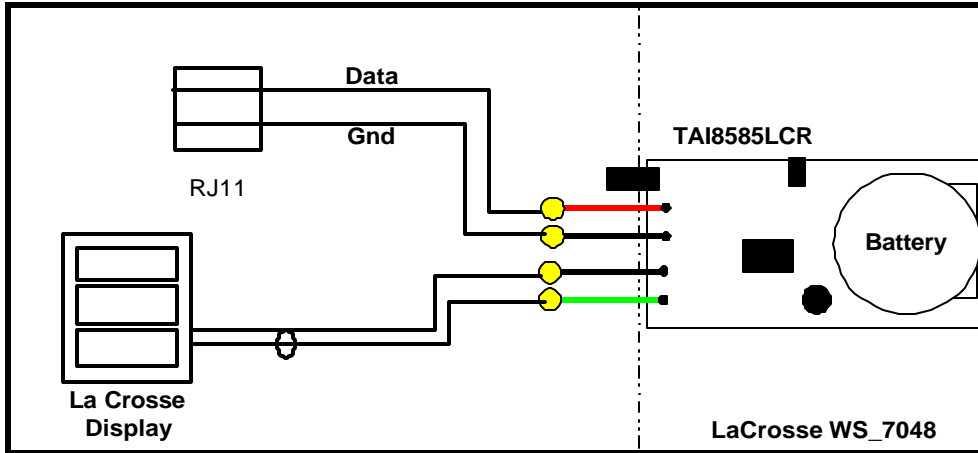 Data
Gnd
RJ11
TAI8585LCR
Battery
La Crosse
Display
LaCrosse WS_7048